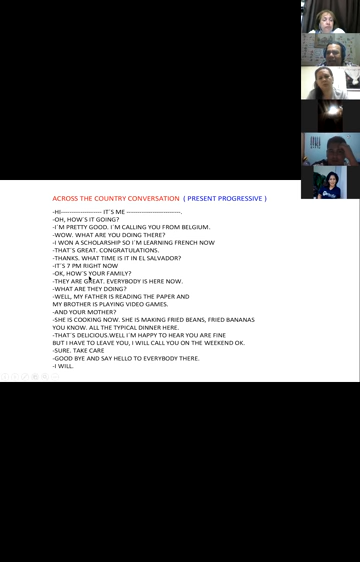 ACROSS THE COUNTRY CONVERSATION ( PRESENT PROGRESSIVE )
-HI-------------------- IT´S ME --------------------------.
-OH, HOW´S IT GOING?
-I´M PRETTY GOOD. I´M CALLING YOU FROM BELGIUM.
-WOW. WHAT ARE YOU DOING THERE?
-I WON A SCHOLARSHIP SO I´M LEARNING FRENCH NOW
-THAT´S GREAT. CONGRATULATIONS.
-THANKS. WHAT TIME IS IT IN EL SALVADOR?
-IT´S 7 PM RIGHT NOW
-OK, HOW´S YOUR FAMILY?
-THEY ARE GREAT. EVERYBODY IS HERE NOW.
-WHAT ARE THEY DOING?
-WELL, MY FATHER IS READING THE PAPER AND
MY BROTHER IS PLAYING VIDEO GAMES.
-AND YOUR MOTHER?
-SHE IS COOKING NOW. SHE IS MAKING FRIED BEANS, FRIED BANANAS
YOU KNOW. ALL THE TYPICAL DINNER HERE.
-THAT´S DELICIOUS.WELL I´M HAPPY TO HEAR YOU ARE FINE
BUT I HAVE TO LEAVE YOU, I WILL CALL YOU ON THE WEEKEND OK.
-SURE. TAKE CARE
-GOOD BYE AND SAY HELLO TO EVERYBODY THERE.
-I WILL.